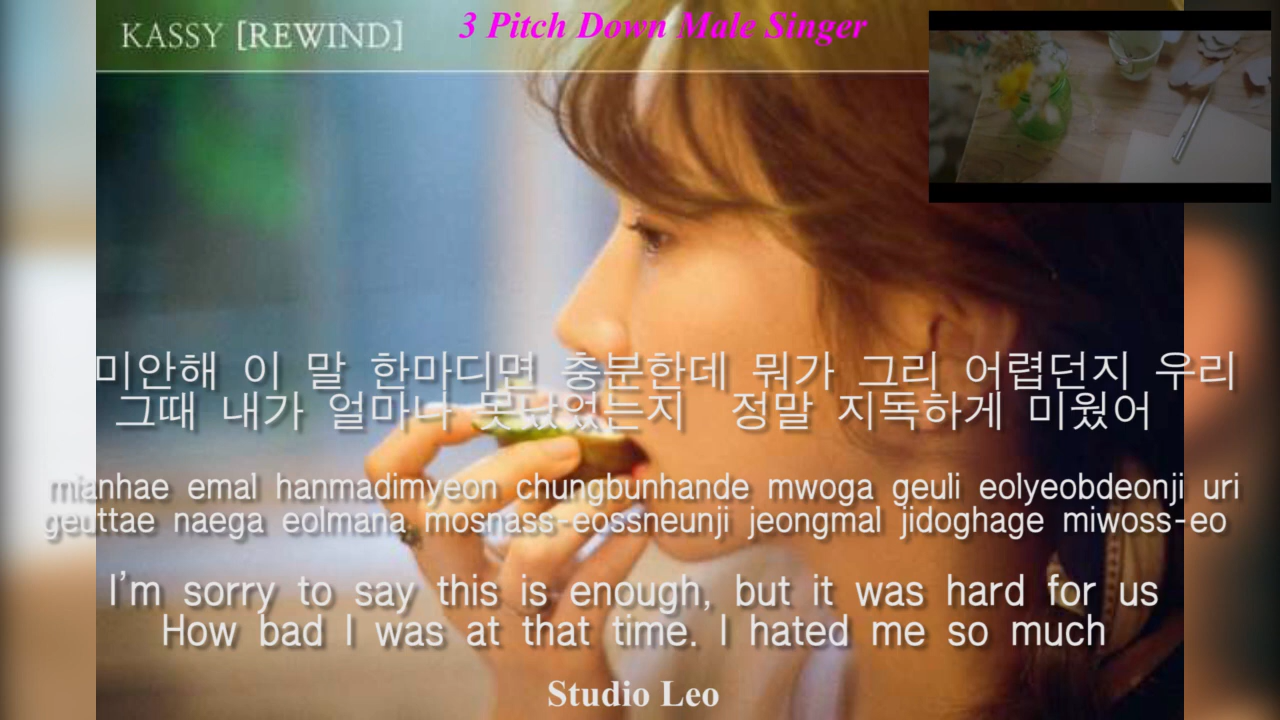 KASSY [REWIND]
3 Pitch Down Male Singer
미안해 이 말 한마디면 충분한데 뭐가 그리 어렵던지 우리
그때 내가 얼마나 못났었는지 정말 지독하게 미웠어
mianhae emal hanmadimyeon chungbunhande mwoga geuli eolyeobdeonji uri
geuttae naega eolmana mosnass-eossneunji jeongmal jidoghage miwoss-eo
I'm sorry to say this is enough, but it was hard for us
How bad I was at that time. I hated me so much
Studio Leo